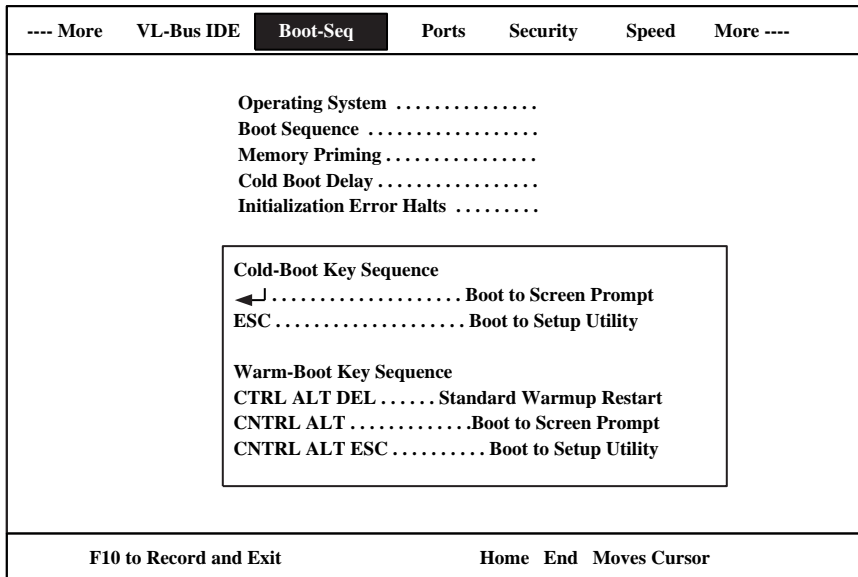 ---- More VL-Bus IDE Boot-Seq Ports Security Speed More ----
Operating System . . . . . . . . . . . . . . .
Boot Sequence . . . . . . . . . . . . . . . . . .
Memory Priming . . . . . . . . . . . . . . . .
Cold Boot Delay . . . . . . . . . . . . . . . . .
Initialization Error Halts . . . . . . . . .
Cold-Boot Key Sequence
↵ . . . . . . . . . . . . . . . . . . . . Boot to Screen Prompt
ESC . . . . . . . . . . . . . . . . . . . . Boot to Setup Utility
Warm-Boot Key Sequence
CTRL ALT DEL . . . . . . Standard Warmup Restart
CNTRL ALT . . . . . . . . . . . . .Boot to Screen Prompt
CNTRL ALT ESC . . . . . . . . . . Boot to Setup Utility
F10 to Record and Exit Home End Moves Cursor